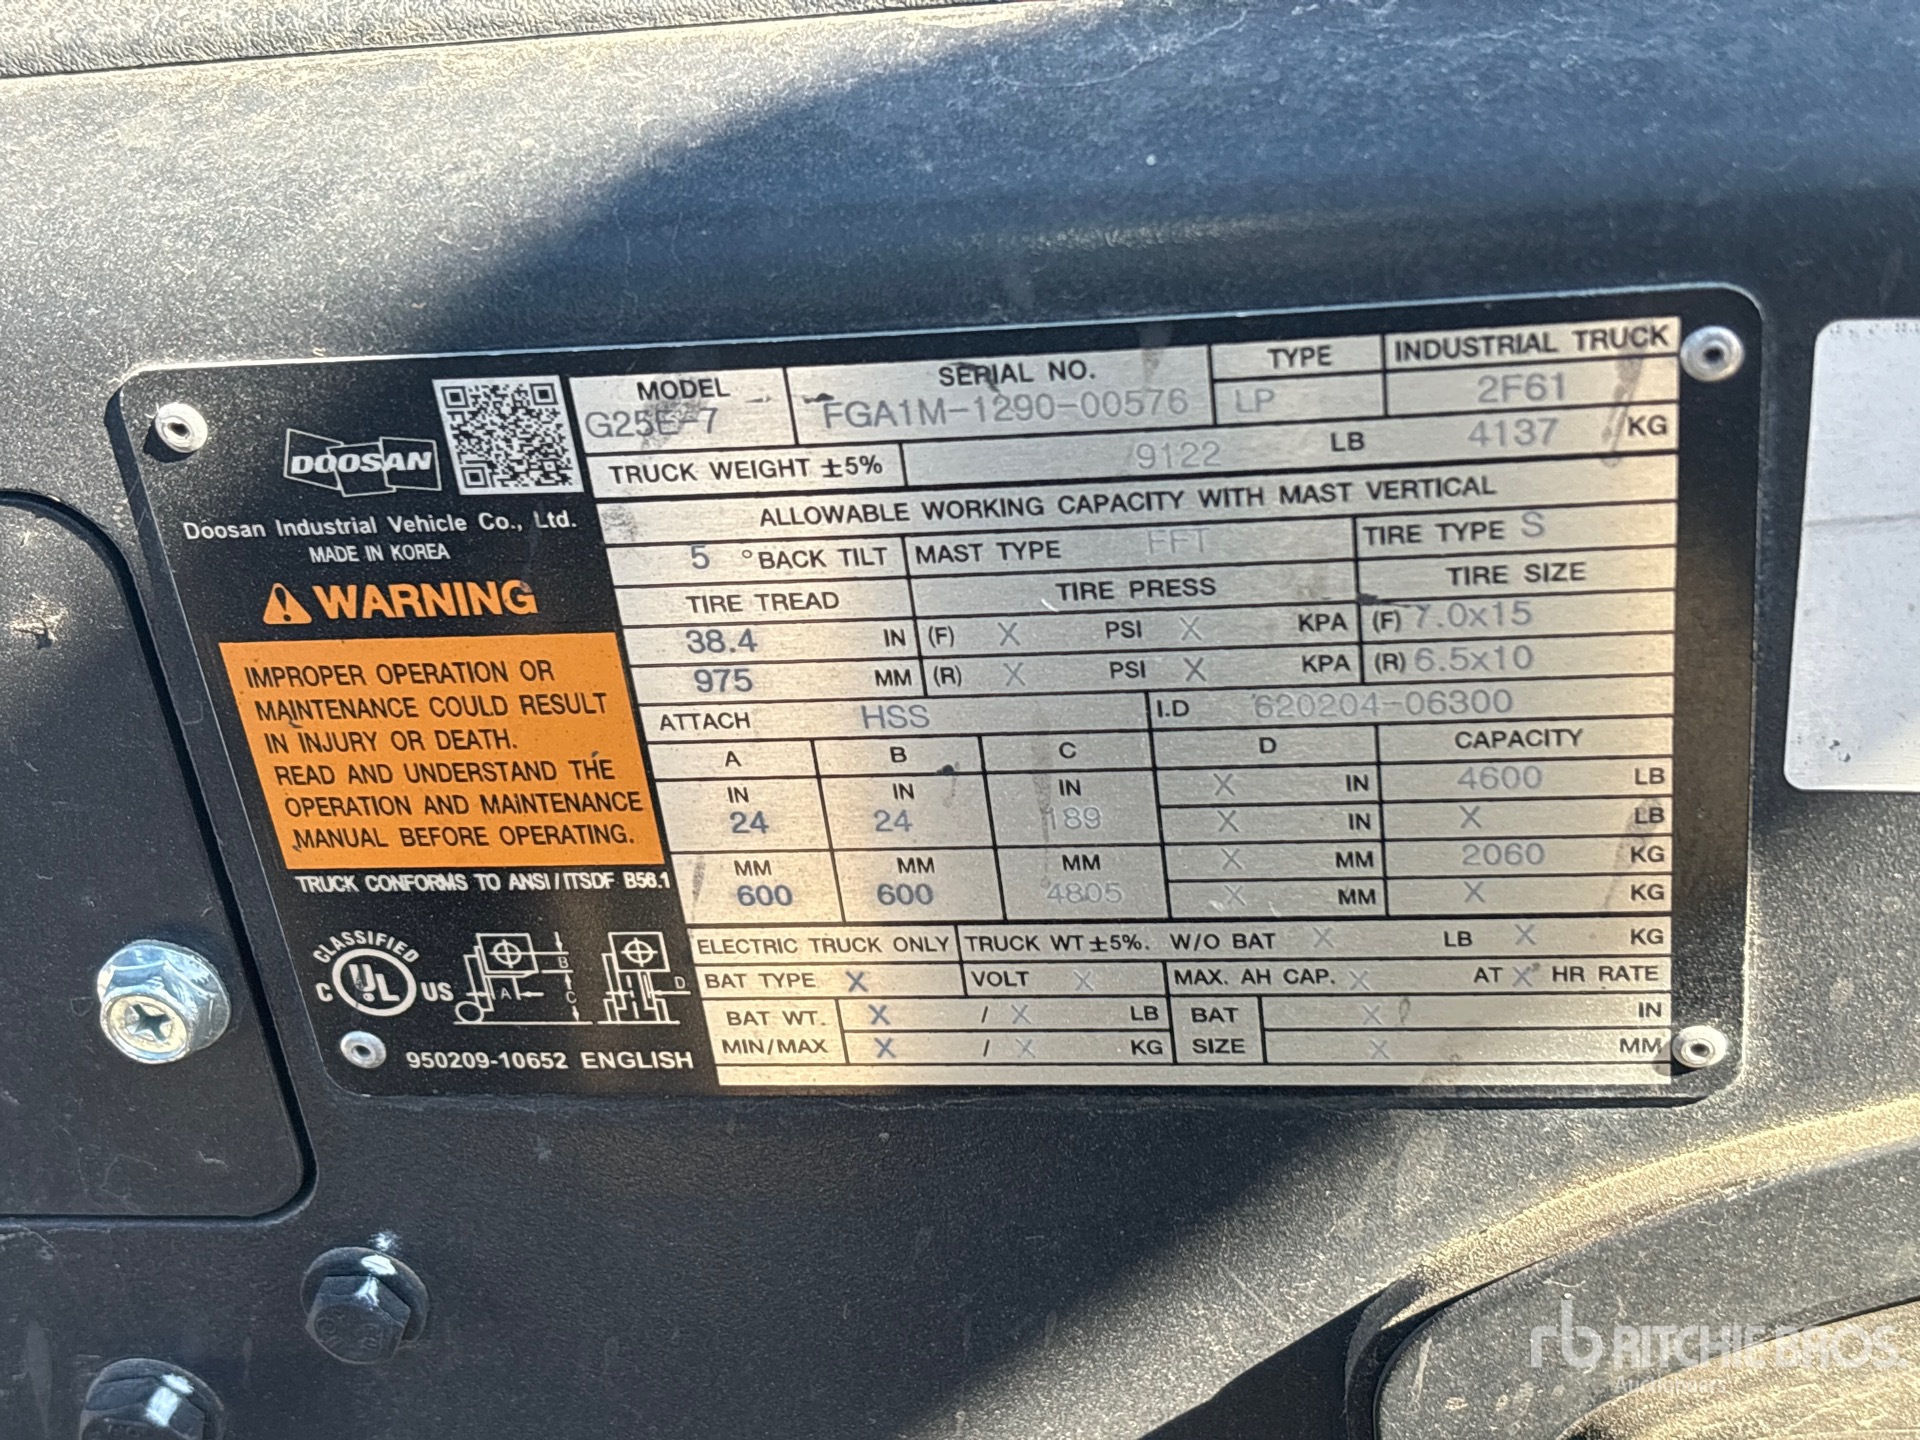 DOOSAN
Doosan Industrial Vehicle Co., Ltd.
MADE IN KOREA
WARNING
IMPROPER OPERATION OR
MAINTENANCE COULD RESULT
IN INJURY OR DEATH.
READ AND UNDERSTAND THE
OPERATION AND MAINTENANCE
MANUAL BEFORE OPERATING.
TRUCK CONFORMS TO ANSI/ITSDF B56.1
CLASSIFIED
C UL US
A B C D
950209-10652 ENGLISH
MODEL SERIAL NO. TYPE INDUSTRIAL TRUCK
G25E-7 FGA1M-1290-00576 LP 2F61
TRUCK WEIGHT ±5% 9122 LB 4137 KG
ALLOWABLE WORKING CAPACITY WITH MAST VERTICAL
5 °BACK TILT MAST TYPE FFT TIRE TYPE S
TIRE TREAD TIRE PRESS TIRE SIZE
38.4 IN (F) X PSI X KPA (F) 7.0x15
975 MM (R) X PSI X KPA (R) 6.5x10
ATTACH HSS I.D 620204-06300
A B C D CAPACITY
IN IN IN X IN 4600 LB
24 24 189 X IN X LB
MM MM MM X MM 2060 KG
600 600 4805 X MM X KG
ELECTRIC TRUCK ONLY TRUCK WT ±5%. W/O BAT X LB X KG
BAT TYPE X VOLT X MAX. AH CAP. X AT X HR RATE
BAT WT. X / X LB BAT X IN
MIN/MAX X / X KG SIZE X MM
rb RITCHIE BROS.
Auctioneers